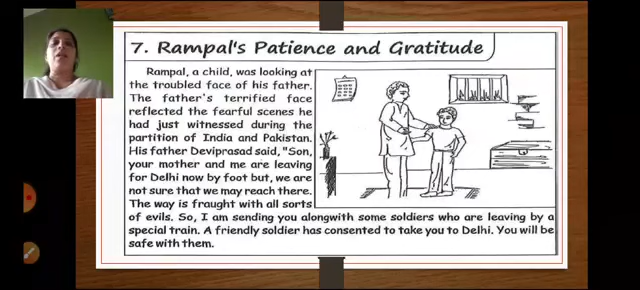 7. Rampal's Patience and Gratitude
Rampal, a child, was looking at
the troubled face of his father.
The father's terrified face
reflected the fearful scenes he
had just witnessed during the
partition of India and Pakistan.
His father Deviprasad said, "Son,
your mother and me are leaving
for Delhi now by foot but, we are
not sure that we may reach there.
The way is fraught with all sorts
of evils. So, I am sending you alongwith some soldiers who are leaving by a
special train. A friendly soldier has consented to take you to Delhi. You will be
safe with them.